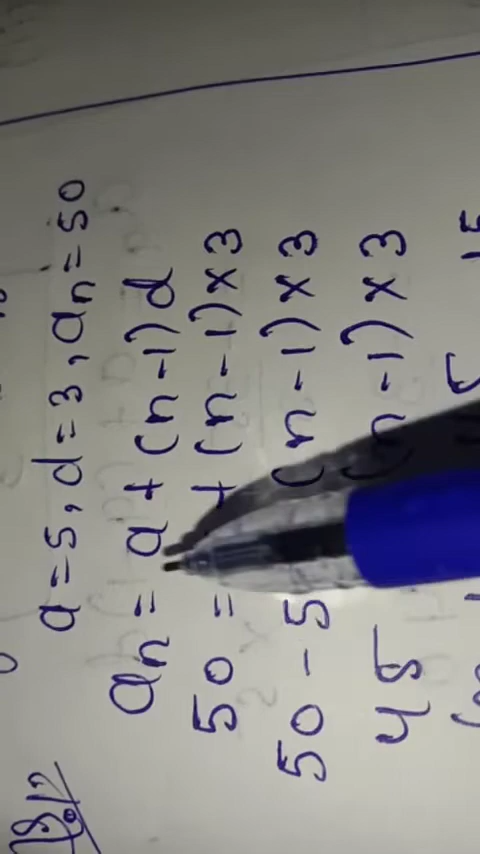 a = 5, d = 3, an = 50
an = a + (n-1)d
50 = + (n-1)×3
50 - 5 (n-1)×3
45 (n-1)×3